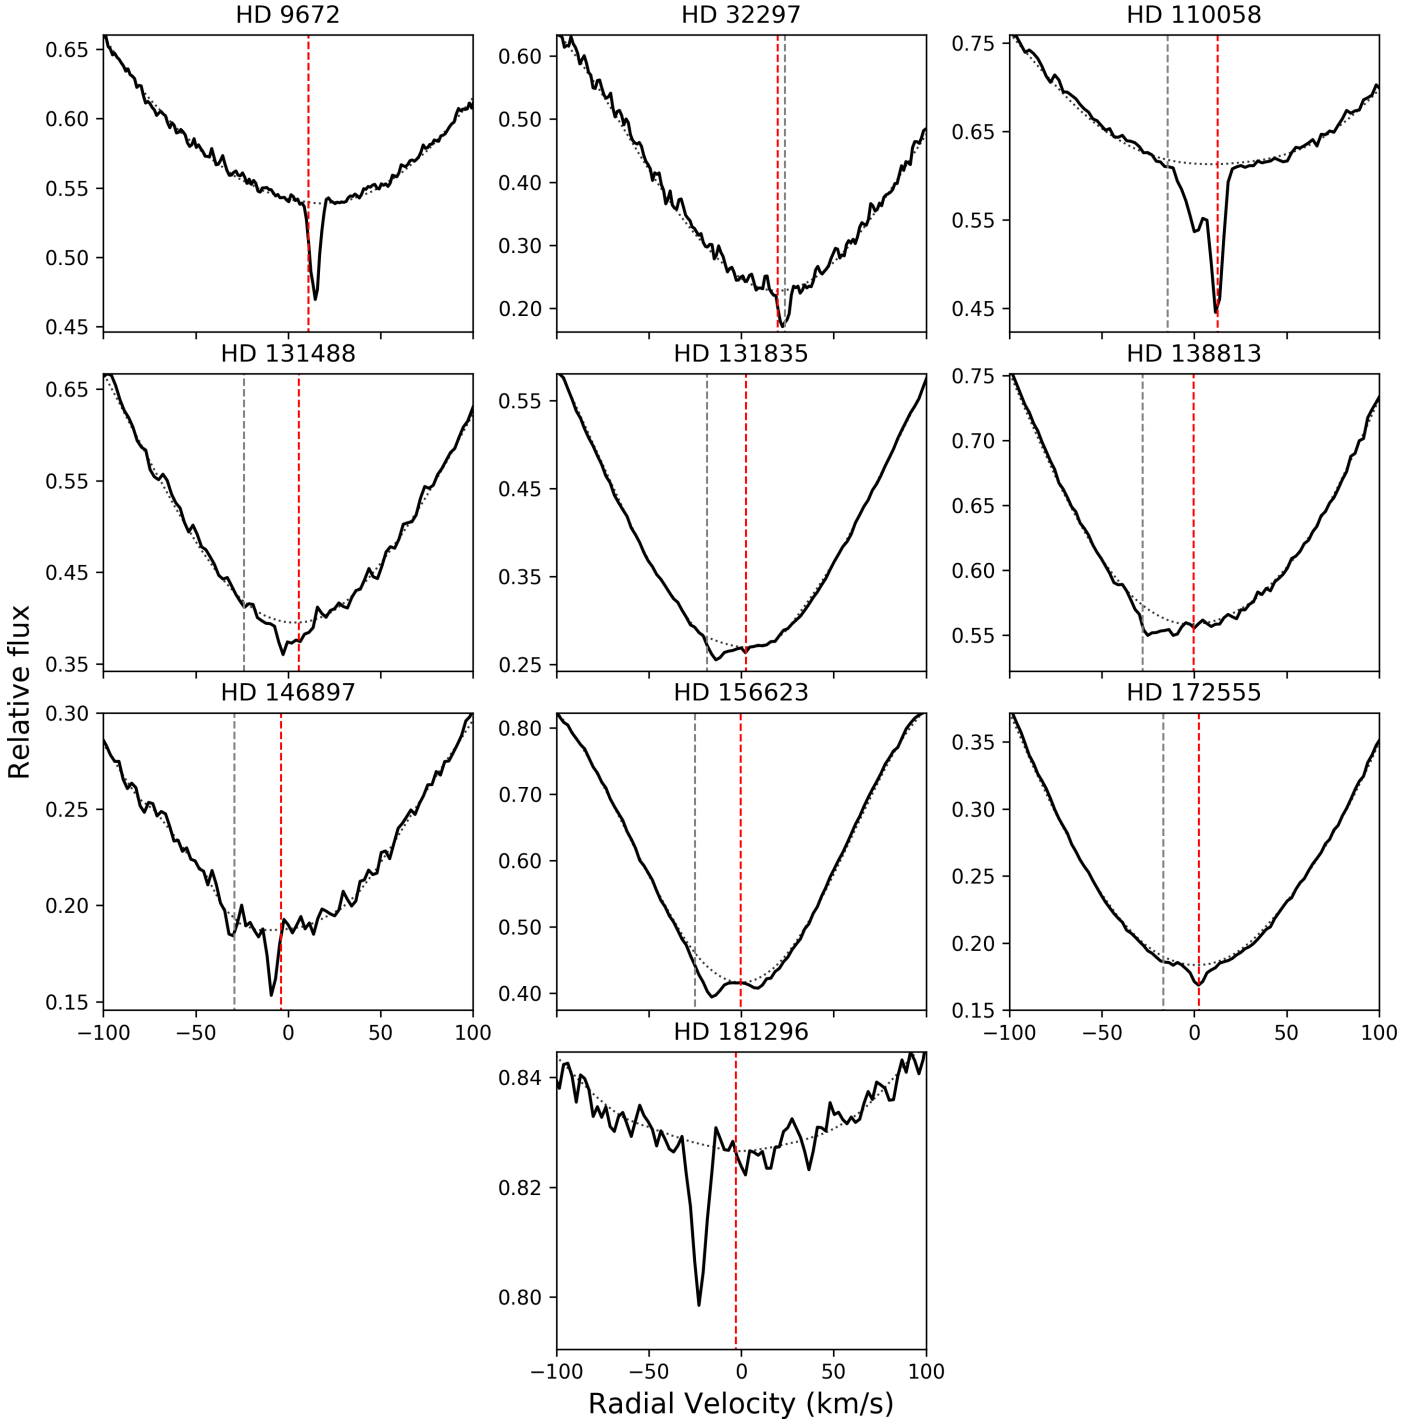 HD 9672 HD 32297 HD 110058
0.65 0.60 0.75
0.60 0.50 0.65
0.55 0.40 0.55
0.50 0.30 0.45
0.45 0.20
HD 131488 HD 131835 HD 138813
0.65 0.55 0.75
0.55 0.45 0.70
0.45 0.35 0.65
0.35 0.25 0.60
0.55
Relative flux
HD 146897 HD 156623 HD 172555
0.30 0.80 0.35
0.25 0.70 0.30
0.20 0.60 0.25
0.15 0.50 0.20
0.40 0.15
−100 −50 0 50 100 −100 −50 0 50 100
HD 181296
0.84
0.82
0.80
−100 −50 0 50 100
Radial Velocity (km/s)